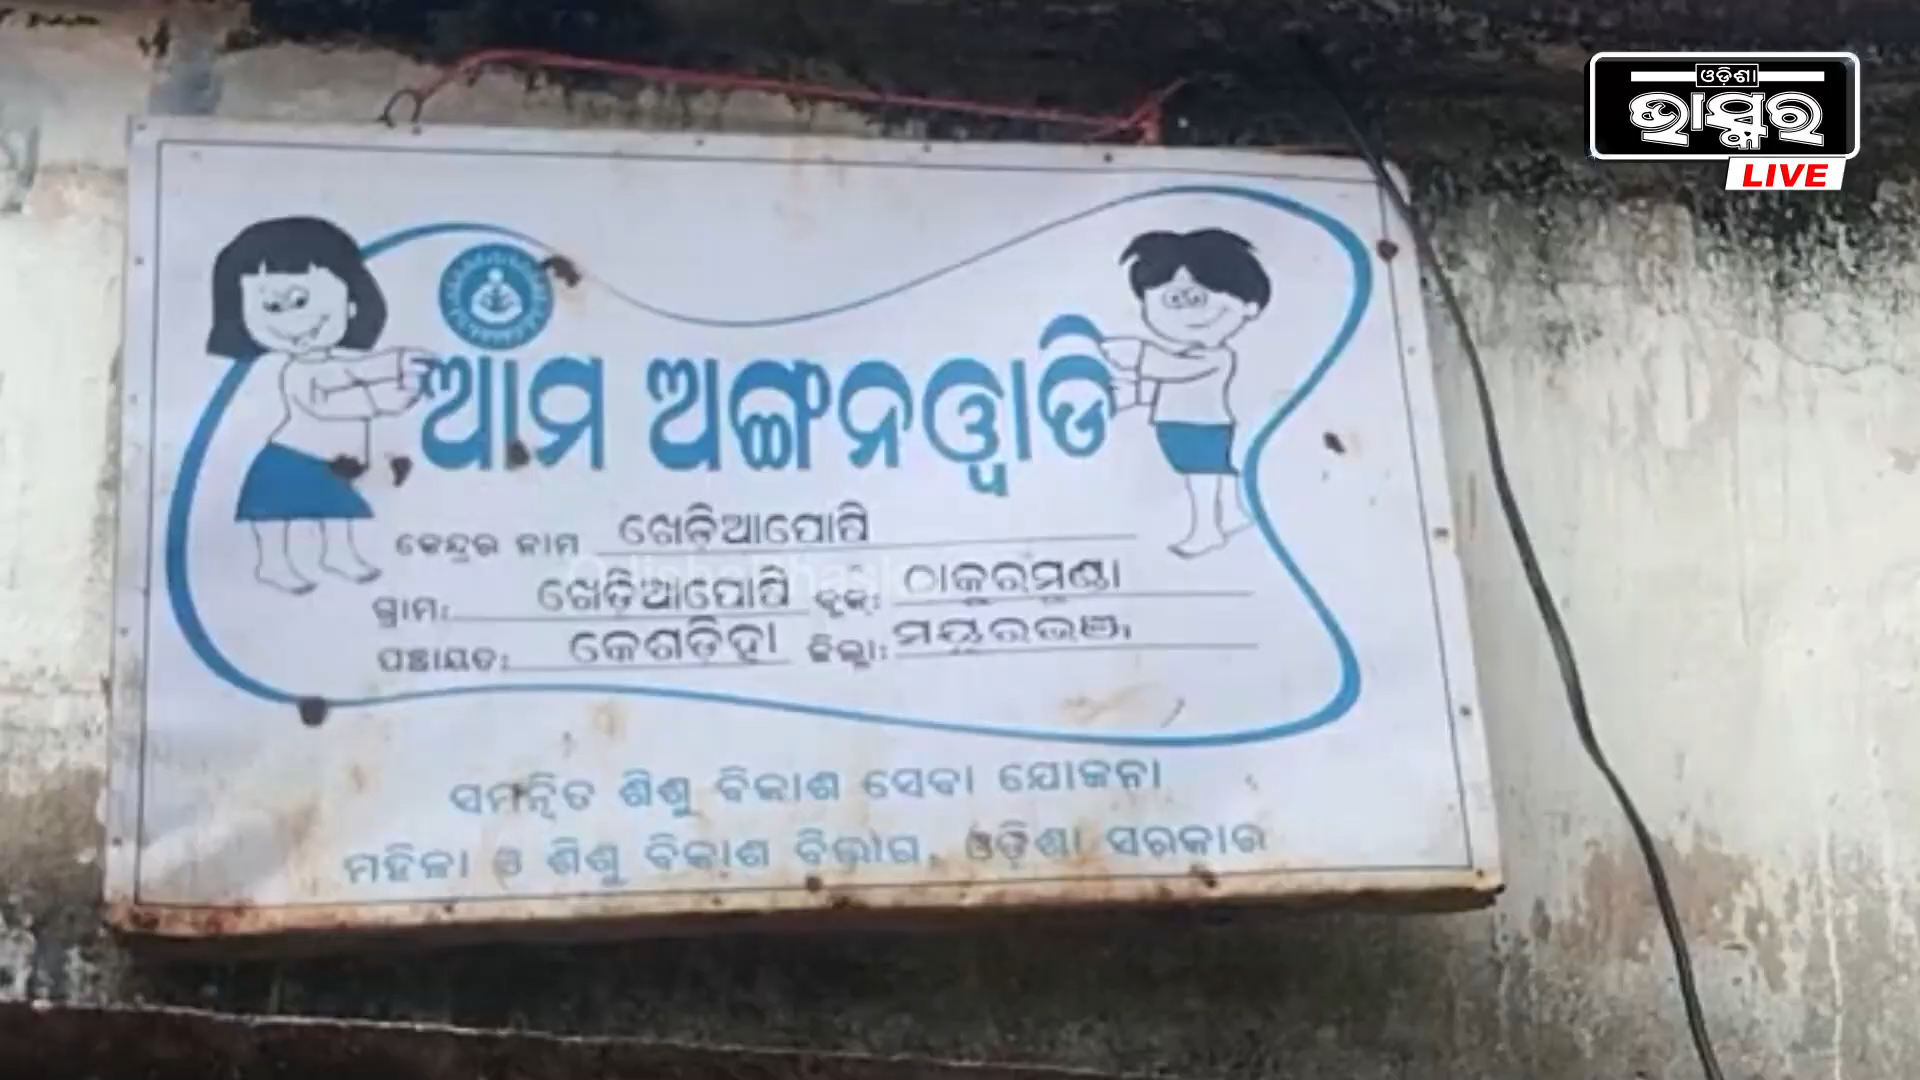 ଓଡ଼ିଶା
ଭାସ୍କର
LIVE
ଆମ ଅଙ୍ଗନୱାଡି
କେନ୍ଦ୍ରର ନାମ ଖେଡ଼ିଆପୋଷି
ଗ୍ରାମ: ଖେଡ଼ିଆପୋଷି ବ୍ଲକ୍: ଠାକୁରମୁଣ୍ଡା
ପଞ୍ଚାୟତ: କେଶଡ଼ିହା ଜିଲ୍ଲା: ମୟୂରଭଞ୍ଜ
ସମନ୍ୱିତ ଶିଶୁ ବିକାଶ ସେବା ଯୋଜନା
ମହିଳା ଓ ଶିଶୁ ବିକାଶ ବିଭାଗ, ଓଡ଼ିଶା ସରକାର